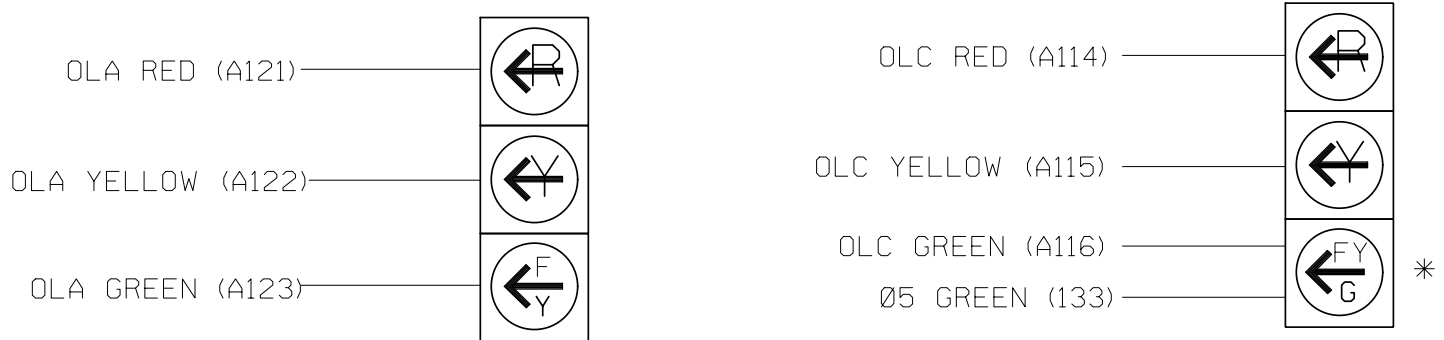 OLA RED (A121)
R
OLA YELLOW (A122)
Y
OLA GREEN (A123)
F
Y
OLC RED (A114)
R
OLC YELLOW (A115)
Y
OLC GREEN (A116)
Ø5 GREEN (133)
FY
G
*